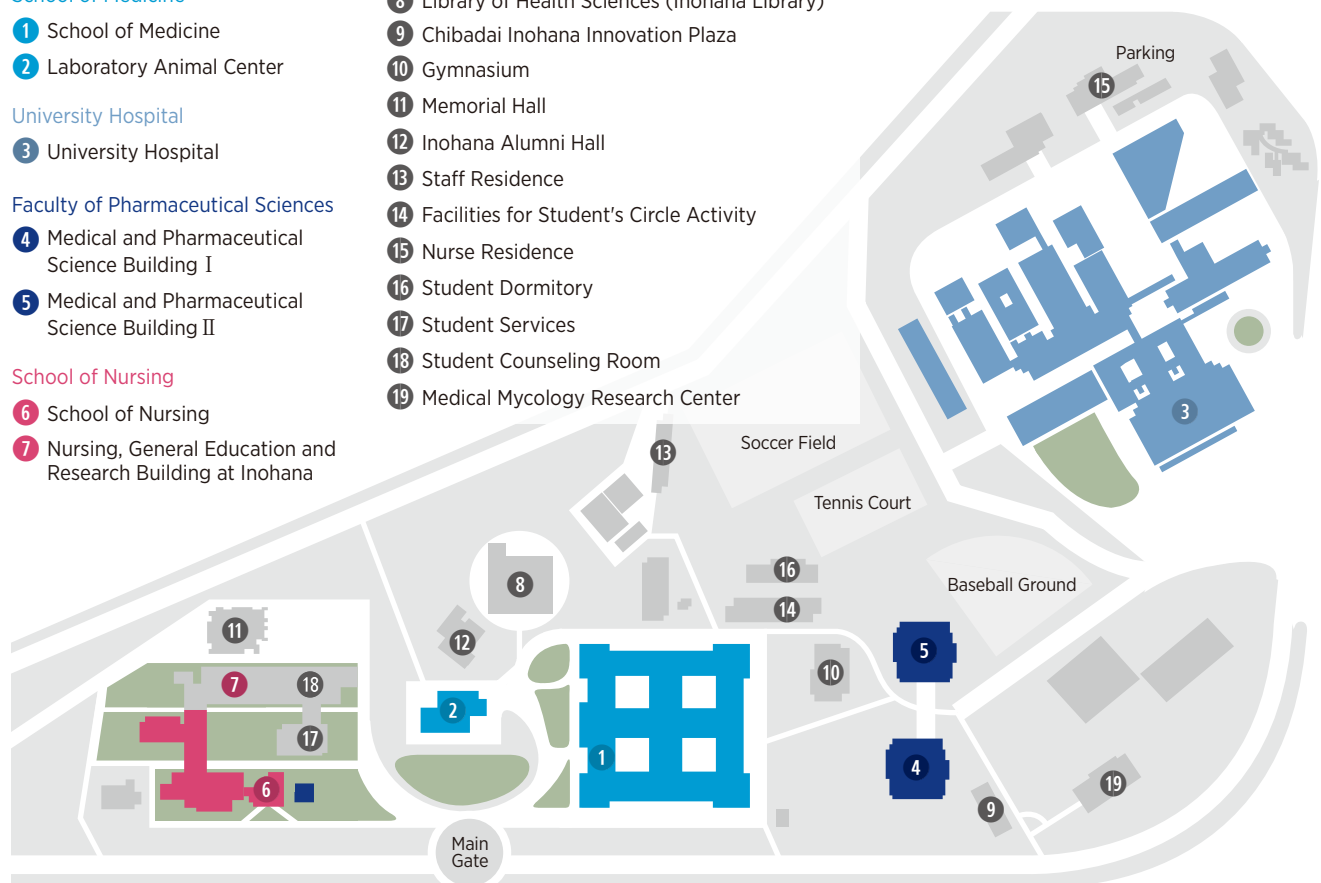 School of Medicine
1 School of Medicine
2 Laboratory Animal Center
University Hospital
3 University Hospital
Faculty of Pharmaceutical Sciences
4 Medical and Pharmaceutical
Science Building Ⅰ
5 Medical and Pharmaceutical
Science Building Ⅱ
School of Nursing
6 School of Nursing
7 Nursing, General Education and
Research Building at Inohana
8 Library of Health Sciences (Inohana Library)
9 Chibadai Inohana Innovation Plaza
10 Gymnasium
11 Memorial Hall
12 Inohana Alumni Hall
13 Staff Residence
14 Facilities for Student's Circle Activity
15 Nurse Residence
16 Student Dormitory
17 Student Services
18 Student Counseling Room
19 Medical Mycology Research Center
Parking
15
3
Soccer Field
13
Tennis Court
16
8
Baseball Ground
14
11
12
5
10
7
18
2
17
1
4
19
6
9
Main
Gate